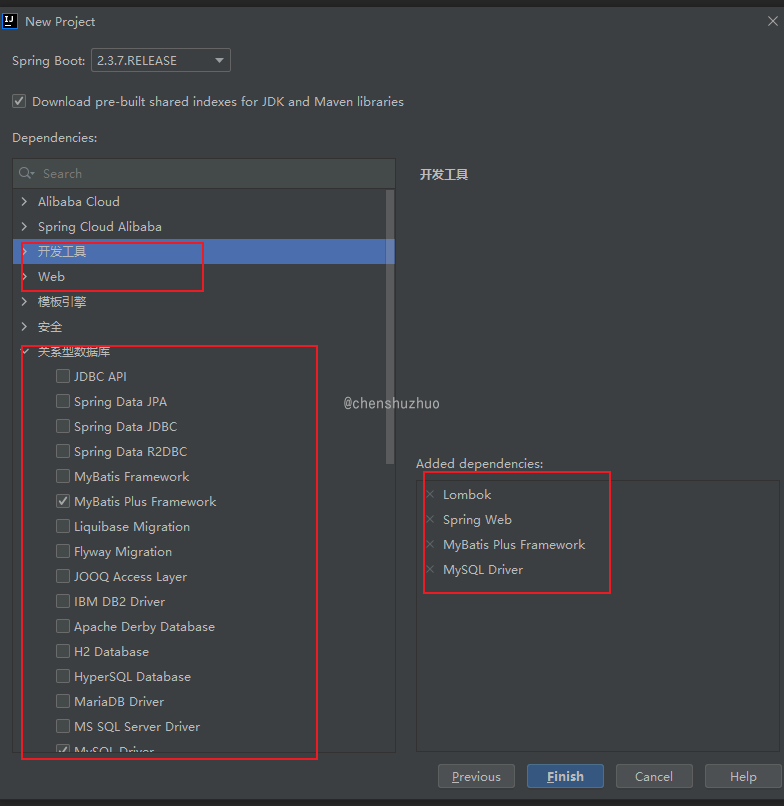 New Project
Spring Boot: 2.3.7.RELEASE
Download pre-built shared indexes for JDK and Maven libraries
Dependencies:
Search
Alibaba Cloud
Spring Cloud Alibaba
开发工具
Web
模板引擎
安全
关系型数据库
JDBC API
Spring Data JPA
Spring Data JDBC
Spring Data R2DBC
MyBatis Framework
MyBatis Plus Framework
Liquibase Migration
Flyway Migration
JOOQ Access Layer
IBM DB2 Driver
Apache Derby Database
H2 Database
HyperSQL Database
MariaDB Driver
MS SQL Server Driver
MySQL Driver
开发工具
@chenshuzhuo
Added dependencies:
Lombok
Spring Web
MyBatis Plus Framework
MySQL Driver
Previous
Finish
Cancel
Help